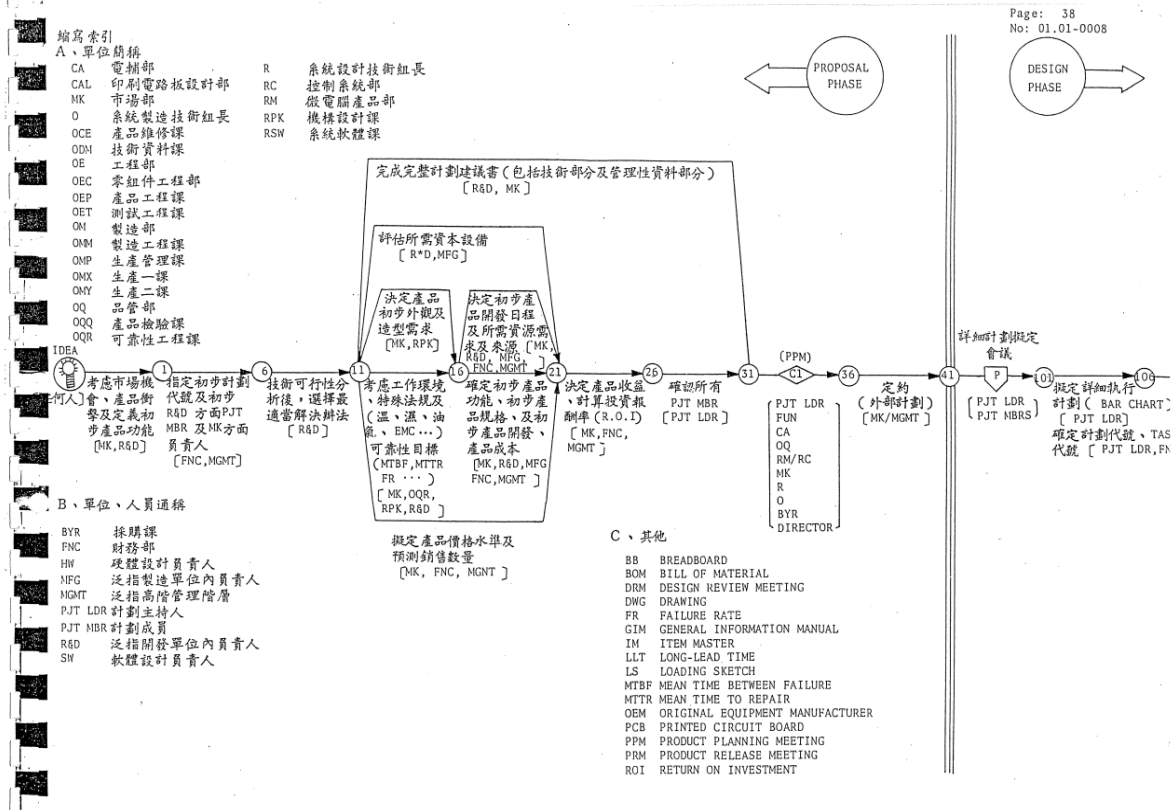 Page: 38
No: 01.01-0008
縮寫索引
A、單位簡稱
CA 電輔部
CAL 印刷電路板設計部
MK 市場部
O 系統製造技術組長
OCE 產品維修課
ODM 技術資料課
OE 工程部
OEC 零組件工程部
OEP 產品工程課
OET 測試工程課
OM 製造部
OMM 製造工程課
OMP 生產管理課
OMX 生產一課
OMY 生產二課
OQ 品管部
OQQ 產品檢驗課
OQR 可靠性工程課
R 系統設計技術組長
RC 控制系統部
RM 微電腦產品部
RPK 機構設計課
RSW 系統軟體課
PROPOSAL
PHASE
DESIGN
PHASE
完成完整計劃建議書(包括技術部分及管理性資料部分)
[R&D, MK]
評估所需資本設備
[R*D,MFG]
決定產品
初步外觀及
造型需求
[MK,RPK]
決定初步產
品開發日程
及所需資源需
求及來源[MK,
R&D, MFG,
FNC,MGMT]
IDEA
任何人]
考慮市場機
會、產品衝
擊及定義初
步產品功能
[MK,R&D]
1
指定初步計劃
代號及初步
R&D 方面PJT
MBR 及MK方面
負責人
[FNC,MGMT]
6
技術可行性分
析後,選擇最
適當解決辦法
[R&D]
11
考慮工作環境
、特殊法規及
(溫、濕、油
氣、EMC…)
可靠性目標
(MTBF,MTTR
FR …)
[MK,OQR,
RPK,R&D]
16
確定初步產品
功能、初步產
品規格、及初
步產品開發、
產品成本
[MK,R&D,MFG
FNC,MGMT]
擬定產品價格水準及
預測銷售數量
[MK, FNC, MGNT ]
21
決定產品收益
、計算投資報
酬率(R.O.I)
[MK,FNC,
MGMT]
26
確認所有
PJT MBR
[PJT LDR]
31
(PPM)
C1
PJT LDR
FUN
CA
OQ
RM/RC
MK
R
O
BYR
DIRECTOR
36
定約
(外部計劃)
[MK/MGMT]
41
詳細計劃擬定
會議
P
[PJT LDR
PJT MBRS]
101
擬定詳細執行
計劃( BAR CHART)
[ PJT LDR]
確定計劃代號、TAS
代號[ PJT LDR,FN
106
B、單位、人員通稱
BYR 採購課
FNC 財務部
HW 硬體設計負責人
MFG 泛指製造單位內負責人
MGMT 泛指高階管理階層
PJT LDR 計劃主持人
PJT MBR 計劃成員
R&D 泛指開發單位內負責人
SW 軟體設計負責人
C、其他
BB BREADBOARD
BOM BILL OF MATERIAL
DRM DESIGN REVIEW MEETING
DWG DRAWING
FR FAILURE RATE
GIM GENERAL INFORMATION MANUAL
IM ITEM MASTER
LLT LONG-LEAD TIME
LS LOADING SKETCH
MTBF MEAN TIME BETWEEN FAILURE
MTTR MEAN TIME TO REPAIR
OEM ORIGINAL EQUIPMENT MANUFACTURER
PCB PRINTED CIRCUIT BOARD
PPM PRODUCT PLANNING MEETING
PRM PRODUCT RELEASE MEETING
ROI RETURN ON INVESTMENT